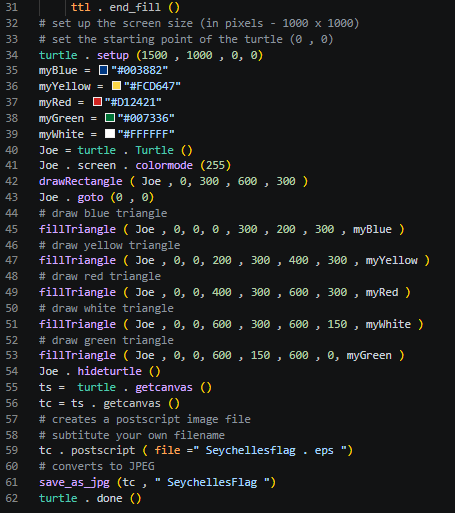 31 ttl . end_fill ()
32 # set up the screen size (in pixels - 1000 x 1000)
33 # set the starting point of the turtle (0 , 0)
34 turtle . setup (1500 , 1000 , 0, 0)
35 myBlue = "#003882"
36 myYellow = "#FCD647"
37 myRed = "#D12421"
38 myGreen = "#007336"
39 myWhite = "#FFFFFF"
40 Joe = turtle . Turtle ()
41 Joe . screen . colormode (255)
42 drawRectangle ( Joe , 0, 300 , 600 , 300 )
43 Joe . goto (0 , 0)
44 # draw blue triangle
45 fillTriangle ( Joe , 0, 0, 0 , 300 , 200 , 300 , myBlue )
46 # draw yellow triangle
47 fillTriangle ( Joe , 0, 0, 200 , 300 , 400 , 300 , myYellow )
48 # draw red triangle
49 fillTriangle ( Joe , 0, 0, 400 , 300 , 600 , 300 , myRed )
50 # draw white triangle
51 fillTriangle ( Joe , 0, 0, 600 , 300 , 600 , 150 , myWhite )
52 # draw green triangle
53 fillTriangle ( Joe , 0, 0, 600 , 150 , 600 , 0, myGreen )
54 Joe . hideturtle ()
55 ts =  turtle . getcanvas ()
56 tc = ts . getcanvas ()
57 # creates a postscript image file
58 # subtitute your own filename
59 tc . postscript ( file =" Seychellesflag . eps ")
60 # converts to JPEG
61 save_as_jpg (tc , " SeychellesFlag ")
62 turtle . done ()